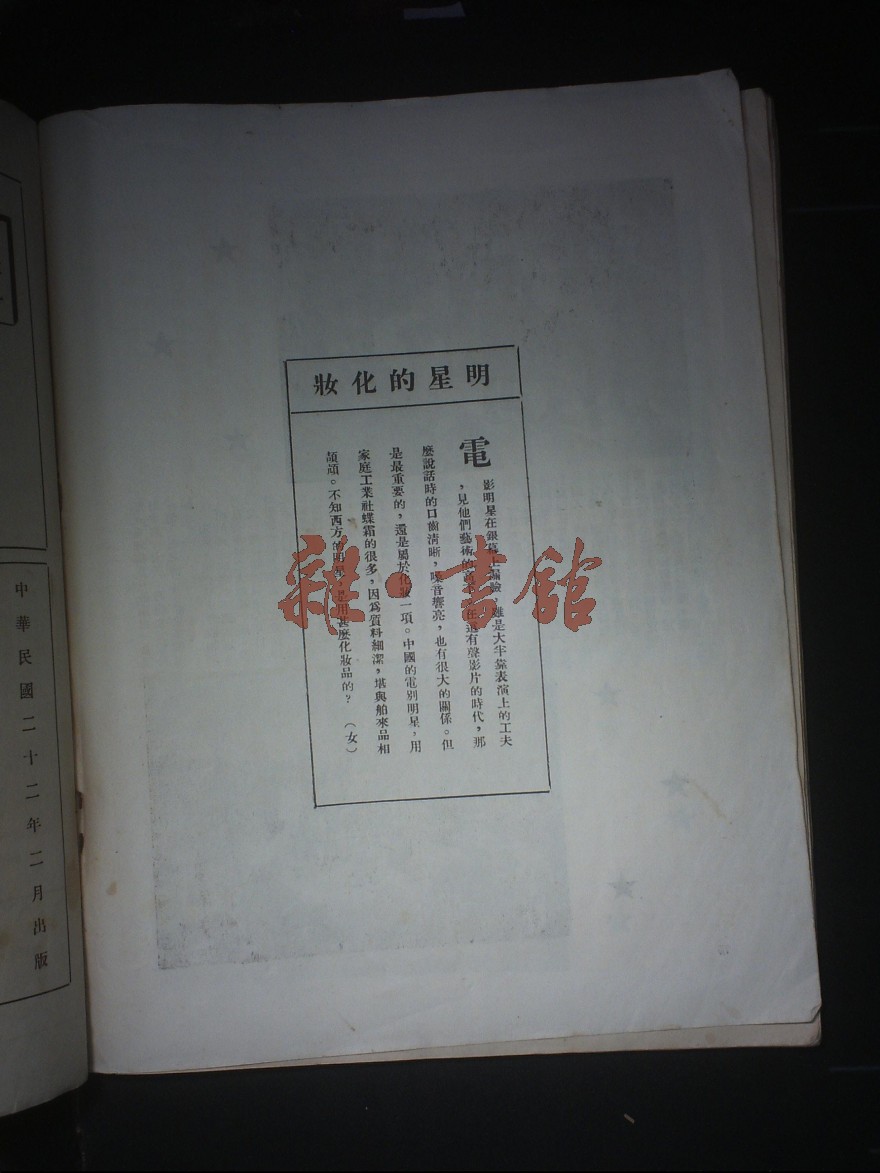 明星的化妝
電影明星在銀幕上漏臉，雖是大半靠表演上的工夫
，見他們藝術的高下，在這有聲影片的時代，那
麼說話時的口齒清晰，嗓音響亮，也有很大的關係。但
是最重要的，還是屬於化妝一項。中國的電别明星，用
家庭工業社蝶霜的很多，因爲質料細潔，堪與舶來品相
頡頏。不知西方的明星，是用甚麼化妝品的？（女）
中華民國二十二年二月出版
雜·書館